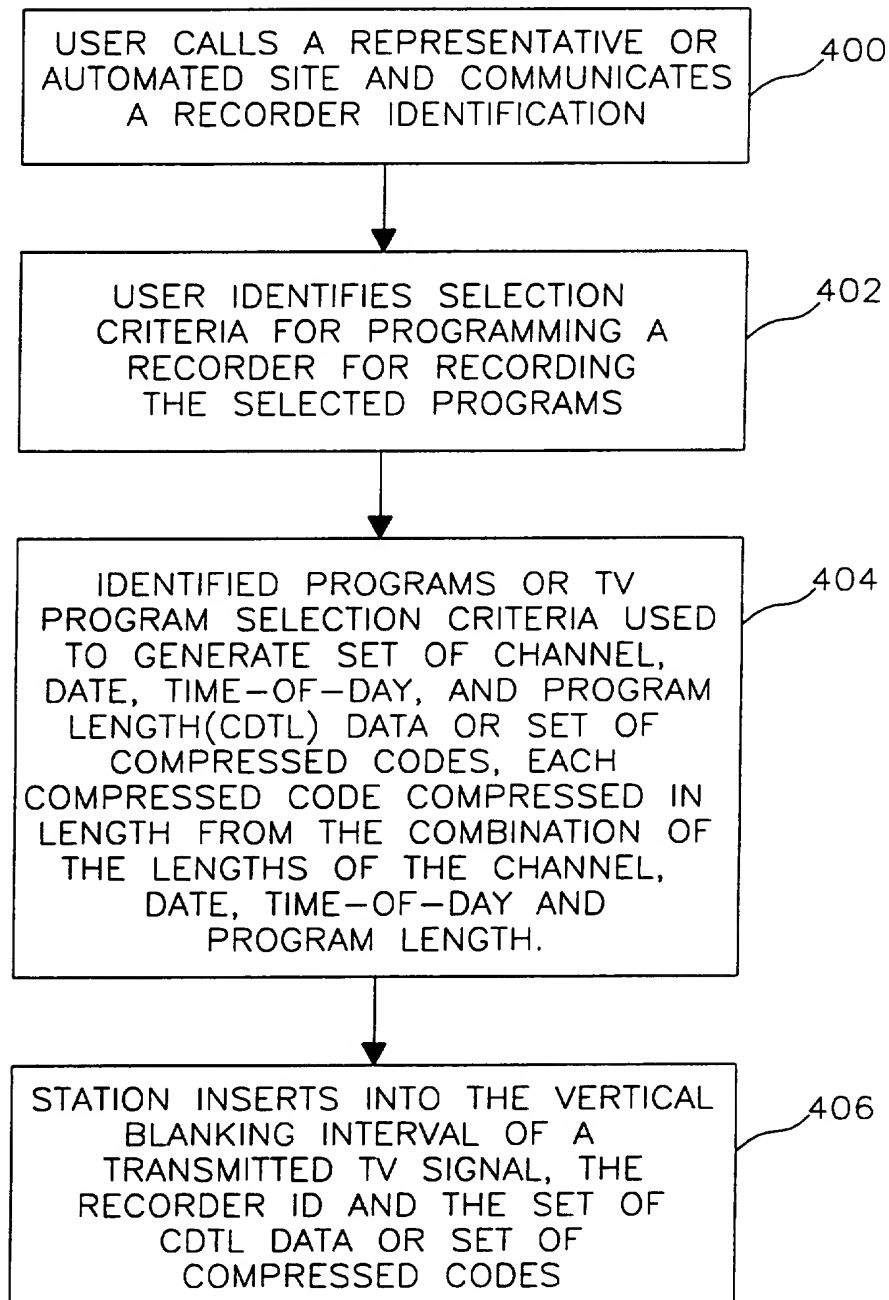 USER CALLS A REPRESENTATIVE OR
AUTOMATED SITE AND COMMUNICATES
A RECORDER IDENTIFICATION
400
USER IDENTIFIES SELECTION
CRITERIA FOR PROGRAMMING A
RECORDER FOR RECORDING
THE SELECTED PROGRAMS
402
IDENTIFIED PROGRAMS OR TV
PROGRAM SELECTION CRITERIA USED
TO GENERATE SET OF CHANNEL,
DATE, TIME-OF-DAY, AND PROGRAM
LENGTH(CDTL) DATA OR SET OF
COMPRESSED CODES, EACH
COMPRESSED CODE COMPRESSED IN
LENGTH FROM THE COMBINATION OF
THE LENGTHS OF THE CHANNEL,
DATE, TIME-OF-DAY AND
PROGRAM LENGTH.
404
STATION INSERTS INTO THE VERTICAL
BLANKING INTERVAL OF A
TRANSMITTED TV SIGNAL, THE
RECORDER ID AND THE SET OF
CDTL DATA OR SET OF
COMPRESSED CODES
406